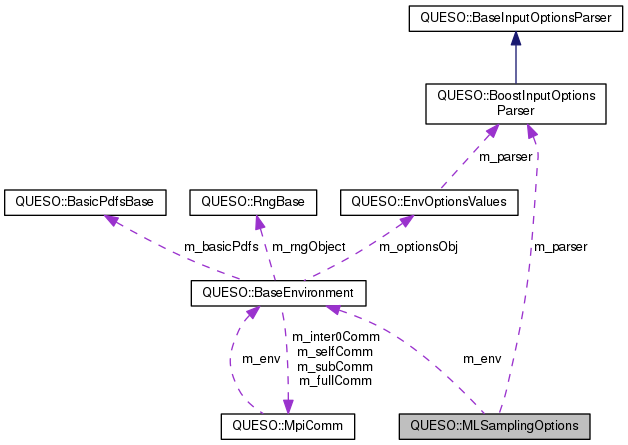 QUESO::BaseInputOptionsParser
QUESO::BoostInputOptions
Parser
m_parser
QUESO::BasicPdfsBase
QUESO::RngBase
QUESO::EnvOptionsValues
m_basicPdfs
m_rngObject
m_optionsObj
m_parser
QUESO::BaseEnvironment
m_inter0Comm
m_selfComm
m_subComm
m_fullComm
m_env
m_env
QUESO::MpiComm
QUESO::MLSamplingOptions